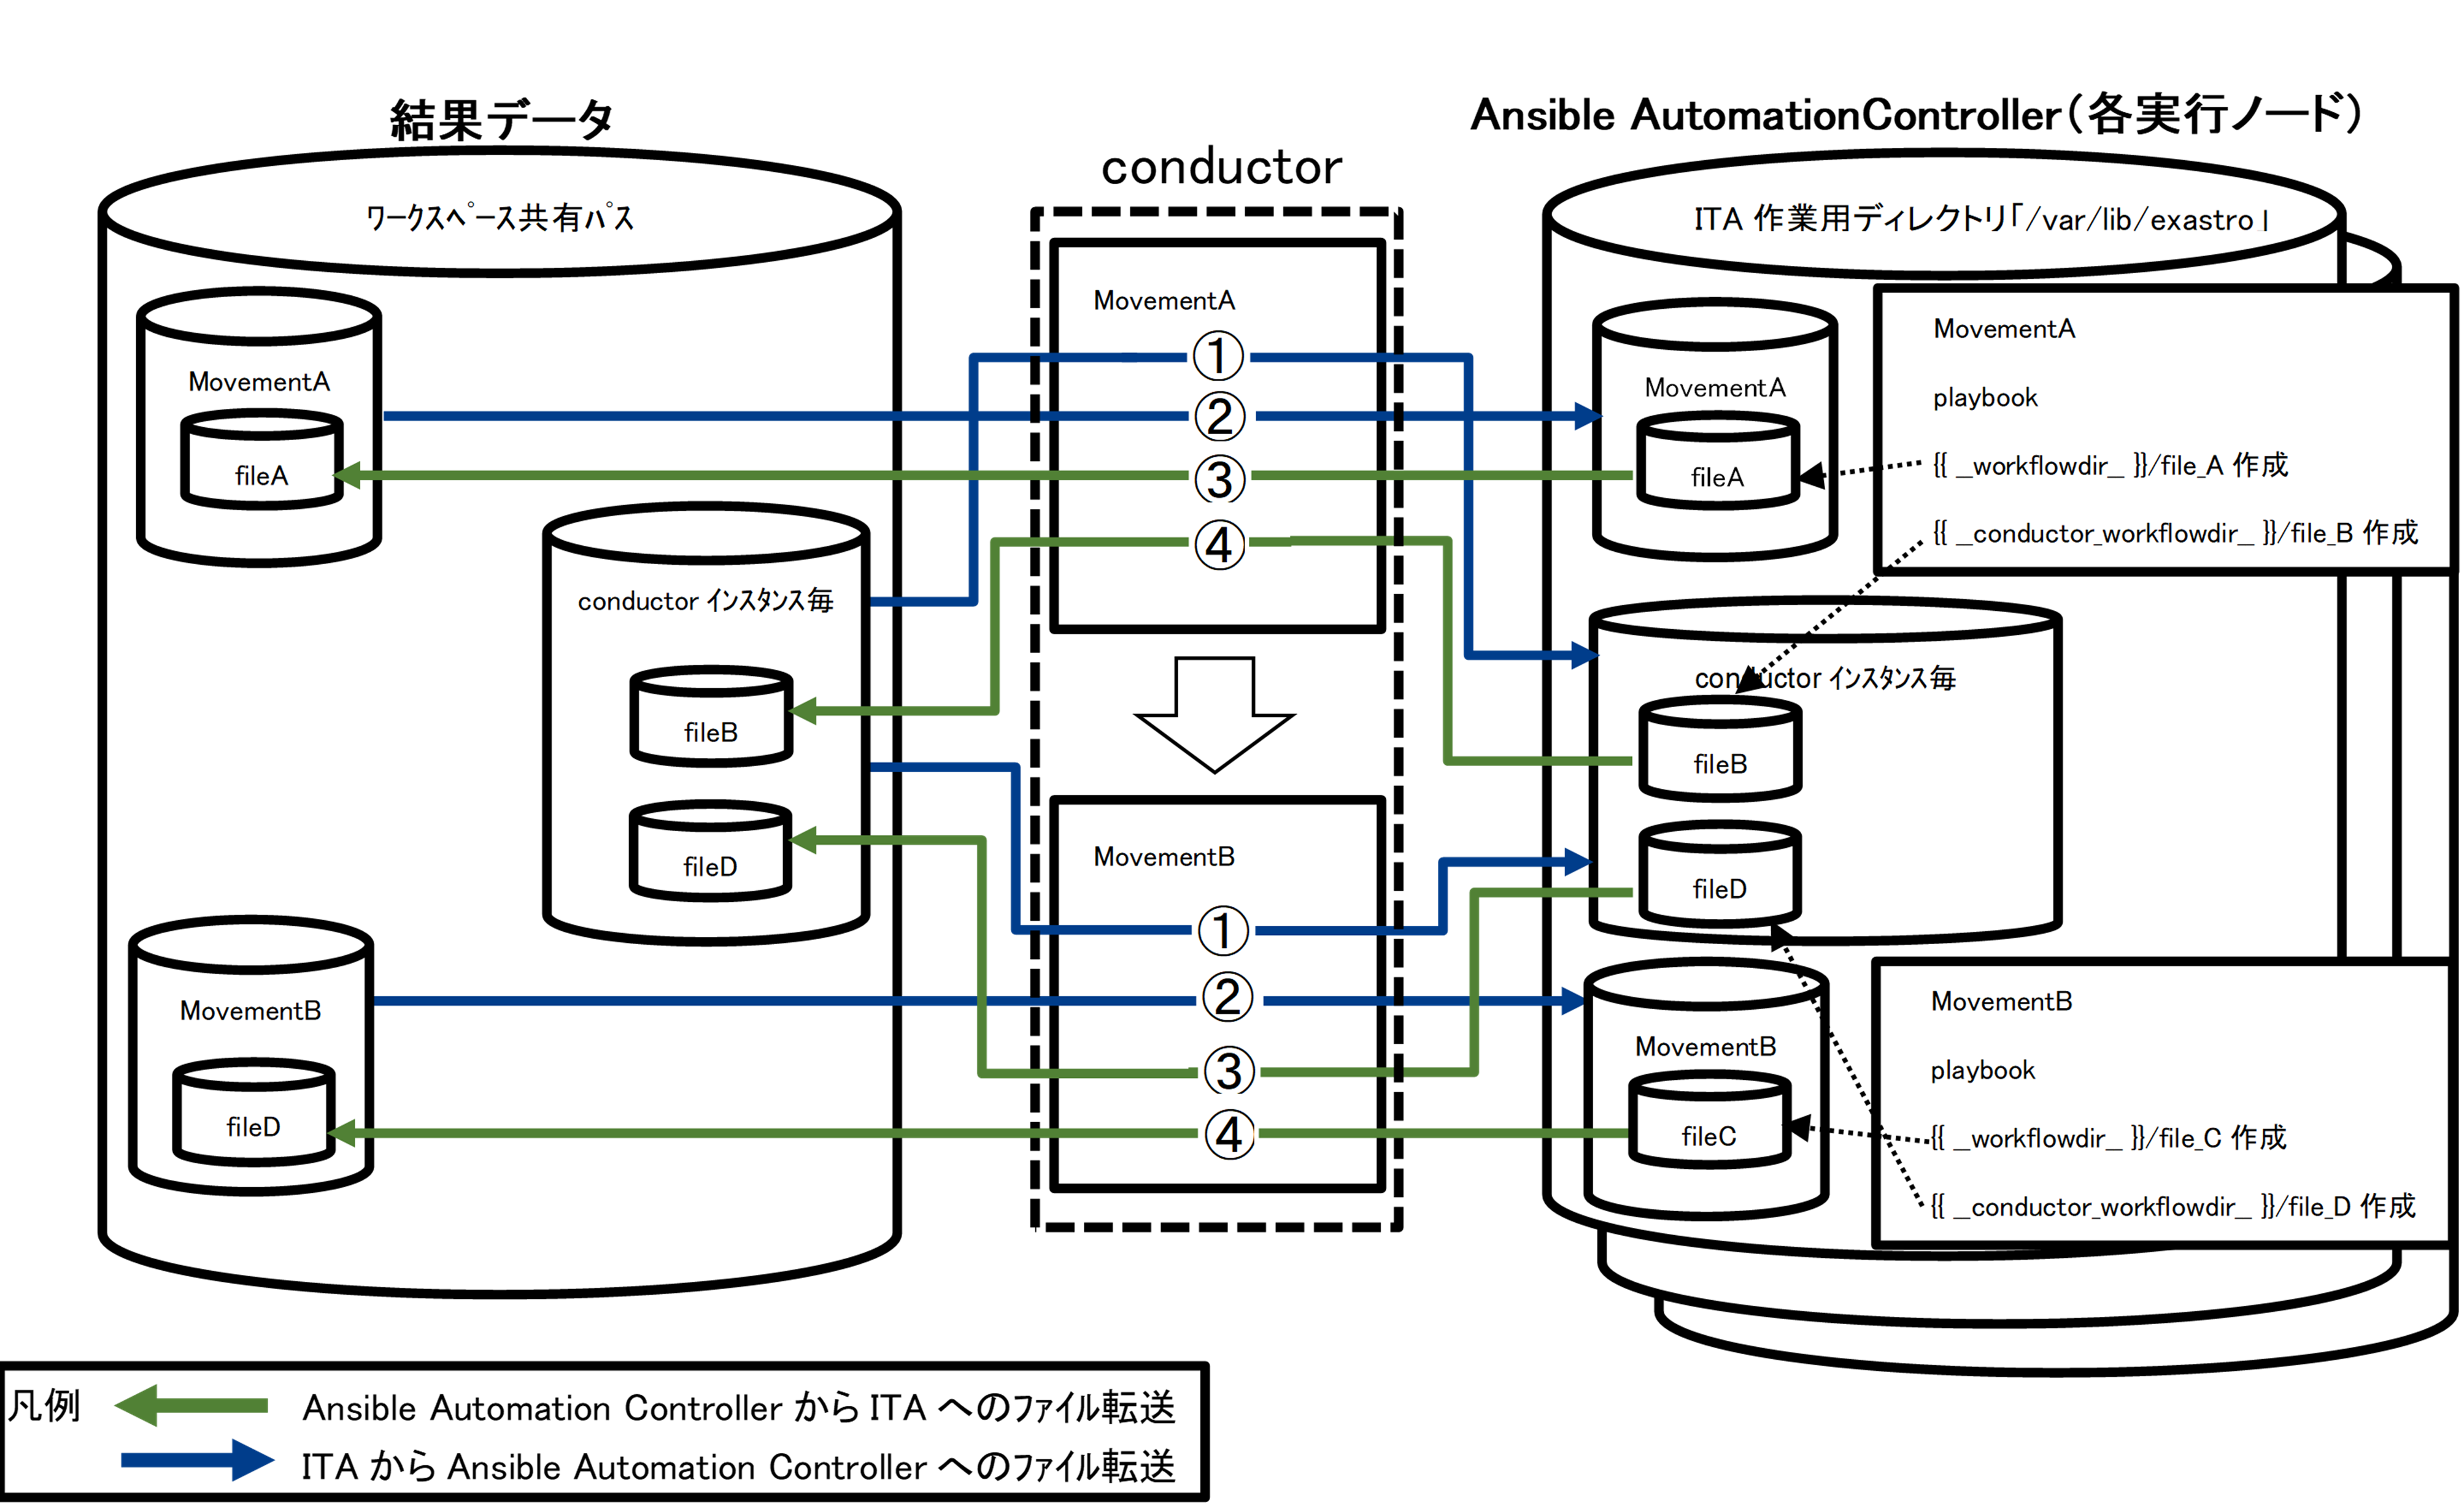 結果データ
ワークスペース共有パス
MovementA
fileA
conductor インスタンス毎
fileB
fileD
MovementB
fileD
conductor
MovementA
①
②
③
④
MovementB
①
②
③
④
Ansible AutomationController(各実行ノード)
ITA 作業用ディレクトリ「/var/lib/exastro」
MovementA
fileA
conductor インスタンス毎
fileB
fileD
MovementB
fileC
MovementA
playbook
{{ __workflowdir__ }}/file_A 作成
{{ __conductor_workflowdir__ }}/file_B 作成
MovementB
playbook
{{ __workflowdir__ }}/file_C 作成
{{ __conductor_workflowdir__ }}/file_D 作成
凡例
Ansible Automation Controller から ITA へのファイル転送
ITA から Ansible Automation Controller へのファイル転送